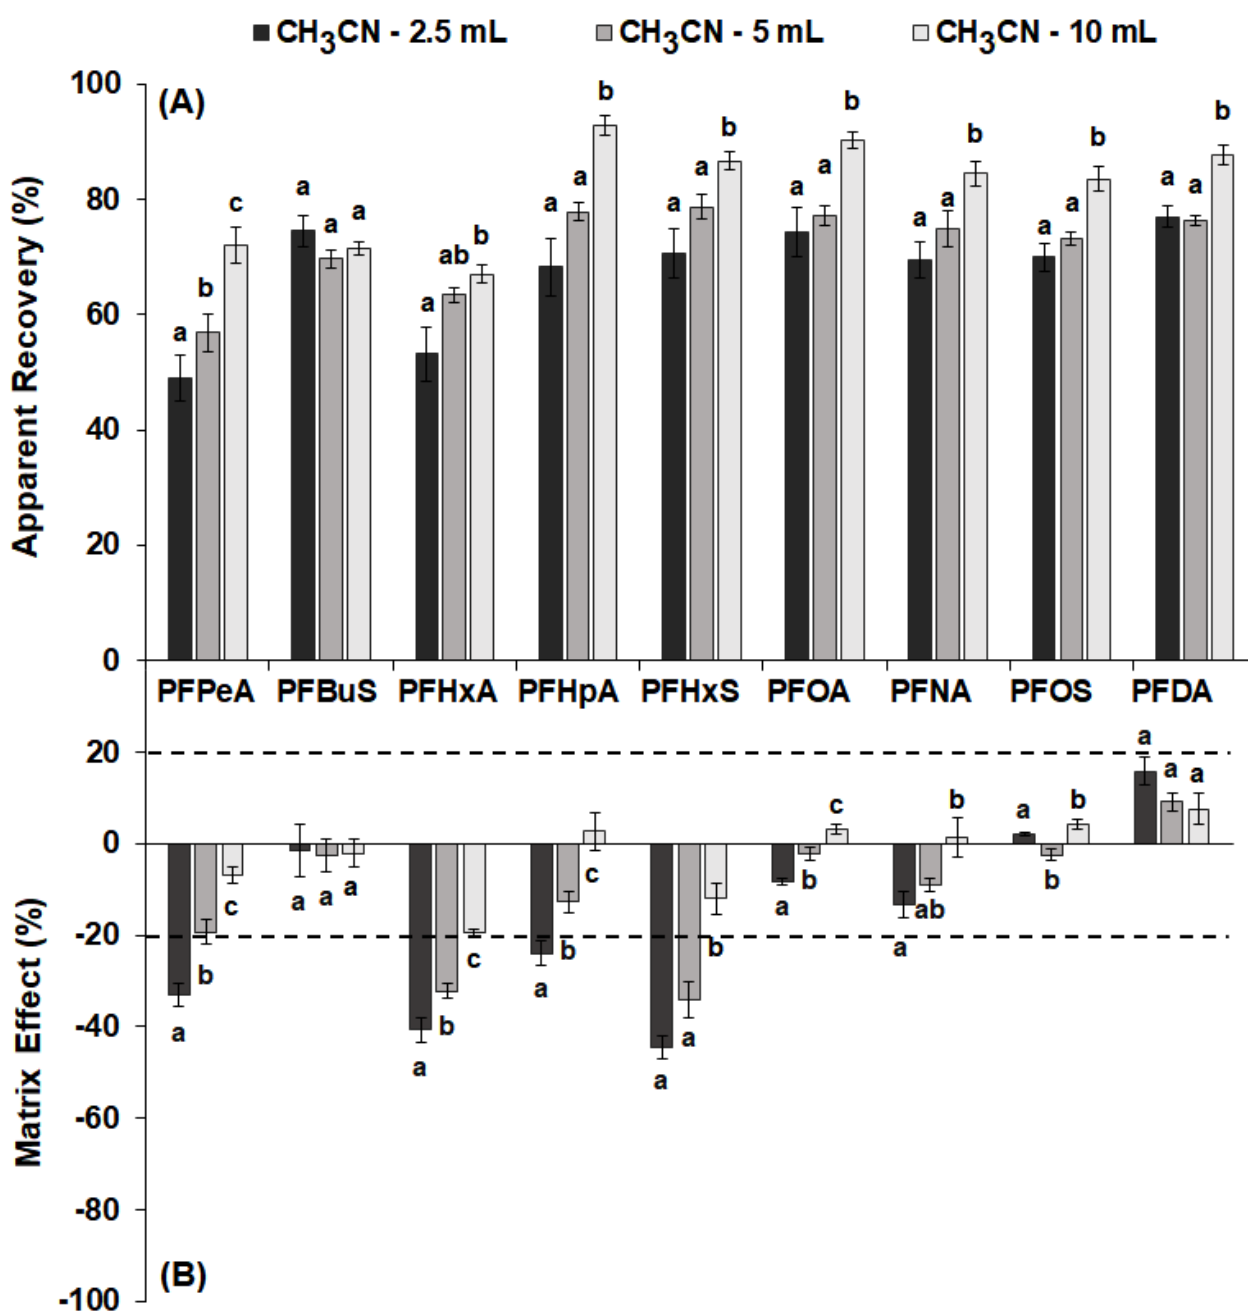 CH₃CN - 2.5 mL CH₃CN - 5 mL CH₃CN - 10 mL
Apparent Recovery (%)
(A)
100
80
60
40
20
0
a b c
a a a
a ab b
a a b
a a b
a a b
a a b
a a b
a a b
PFPeA PFBuS PFHxA PFHpA PFHxS PFOA PFNA PFOS PFDA
Matrix Effect (%)
20
0
-20
-40
-60
-80
-100
a b c
a a a
a b c
a b c
a a b
a b c
a ab b
a b b
a a a
(B)